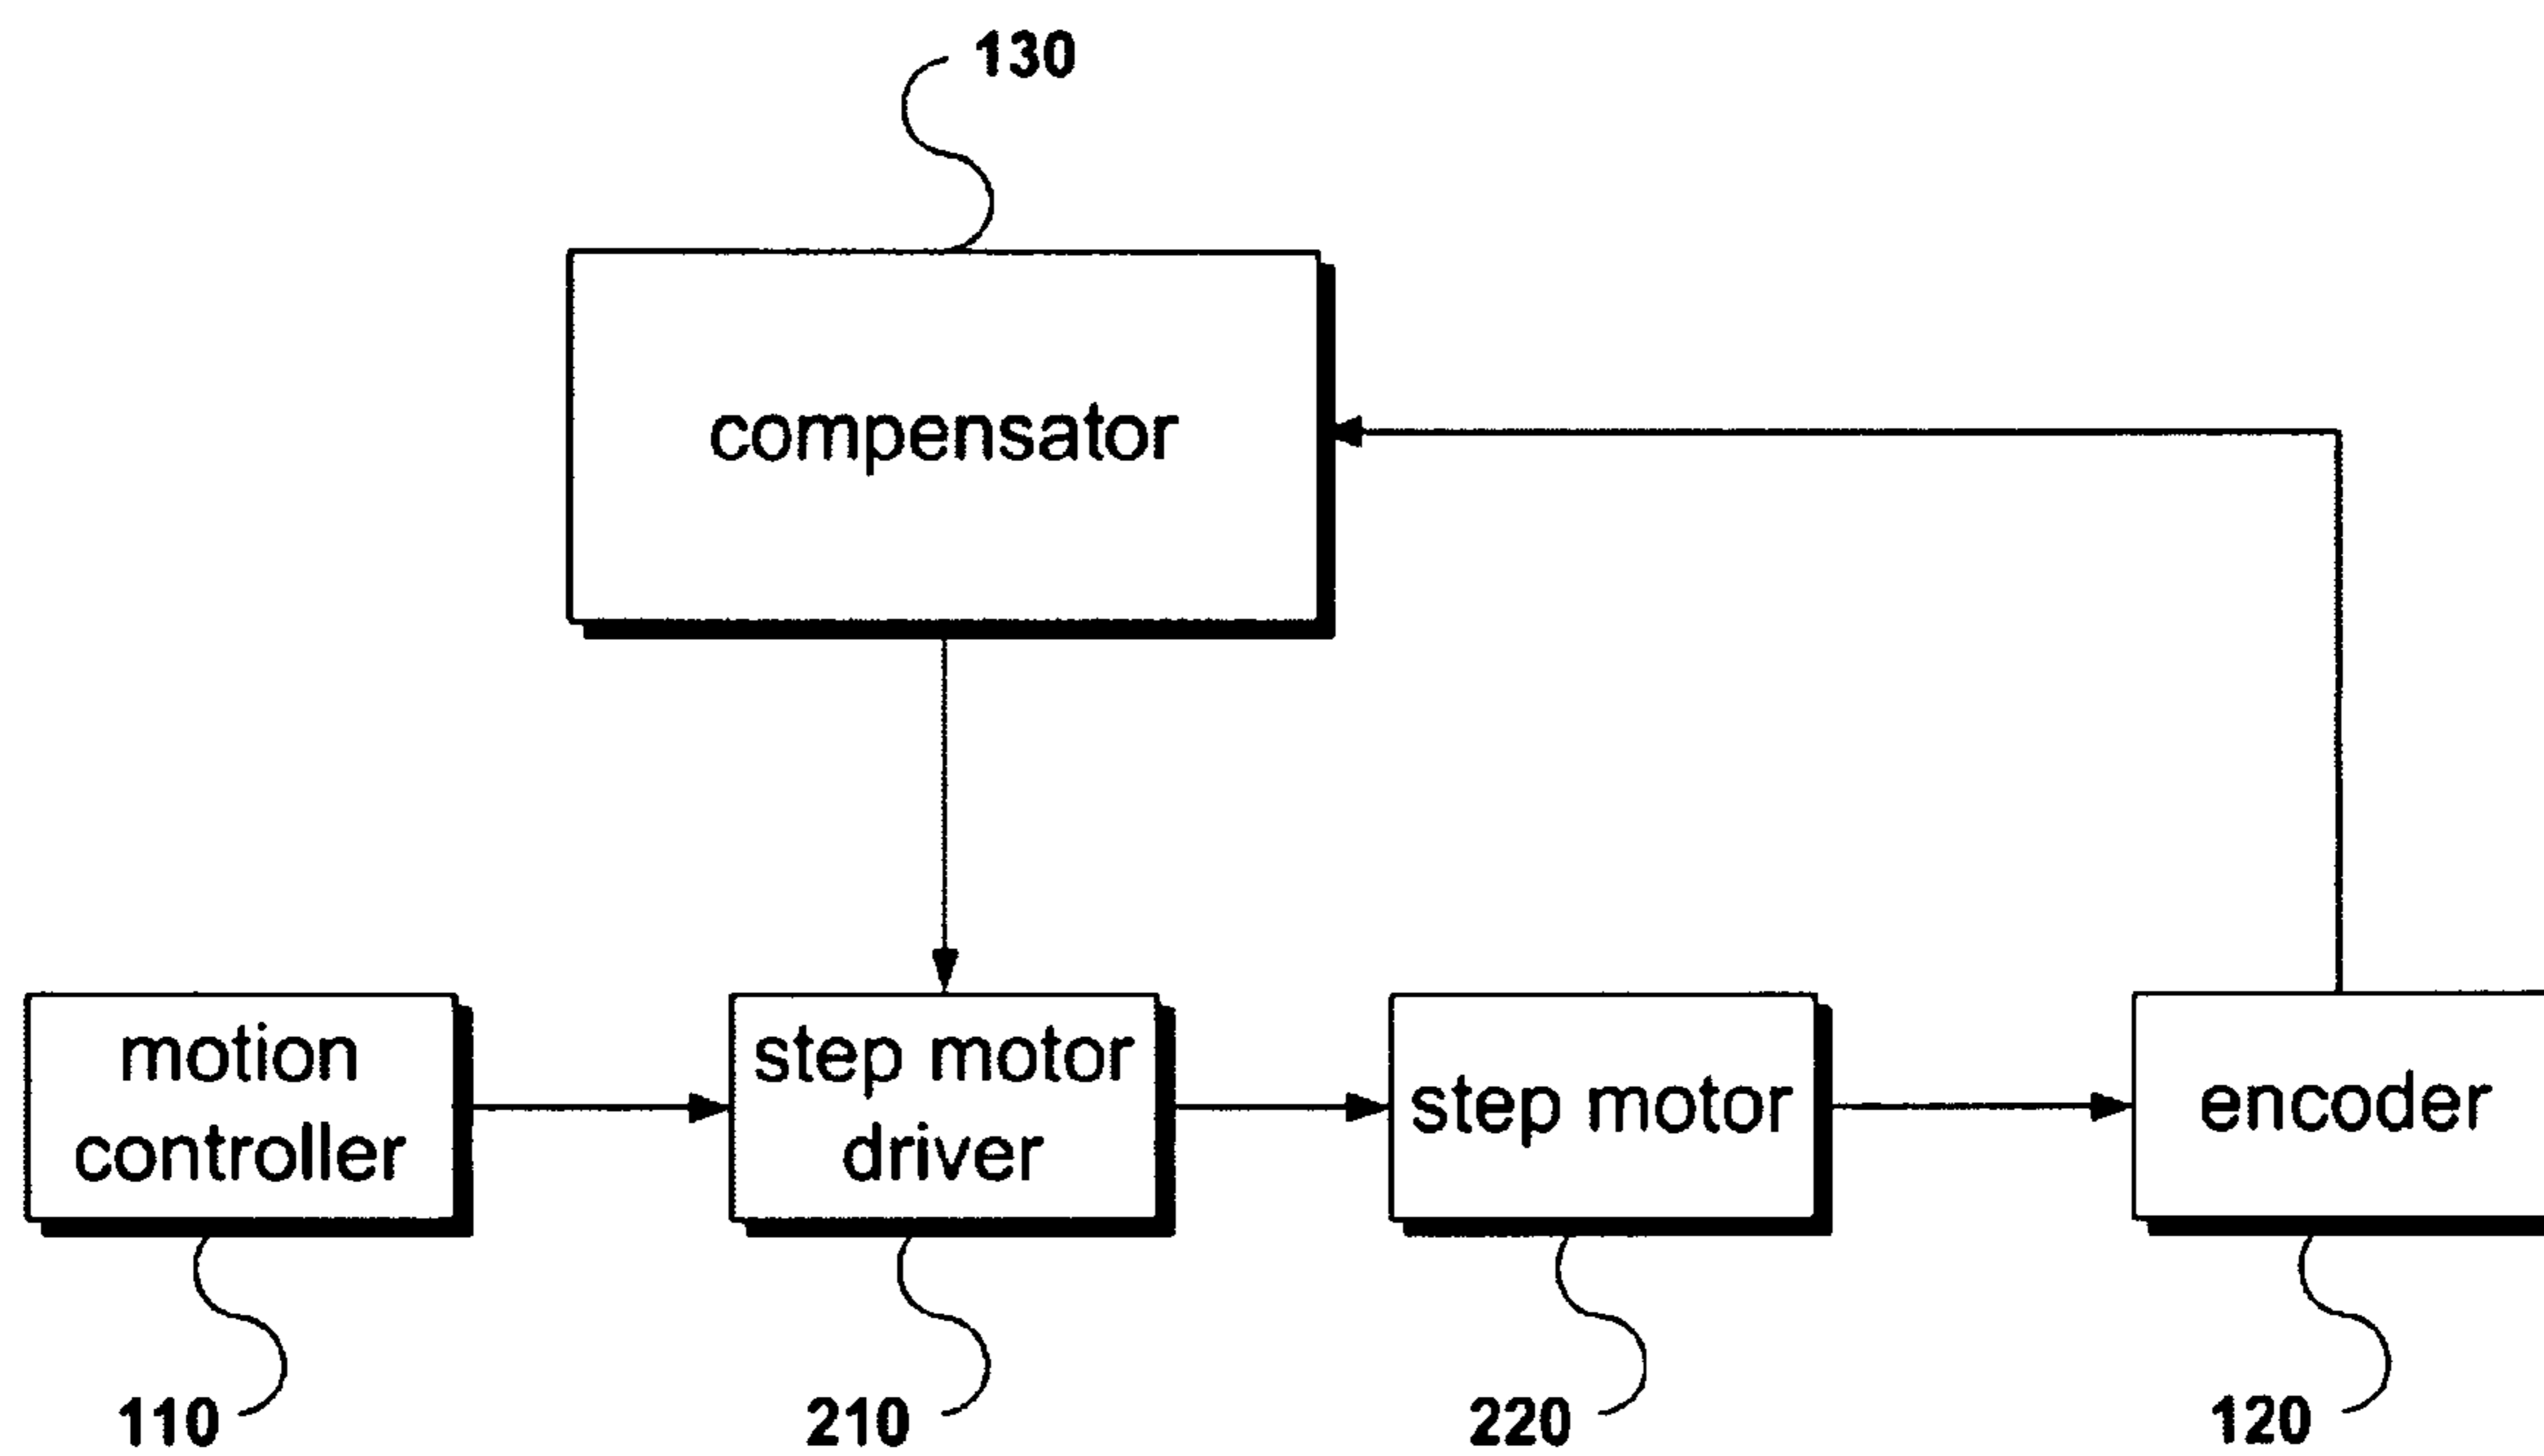 130
compensator
motion
controller
step motor
driver
step motor
encoder
110
210
220
120